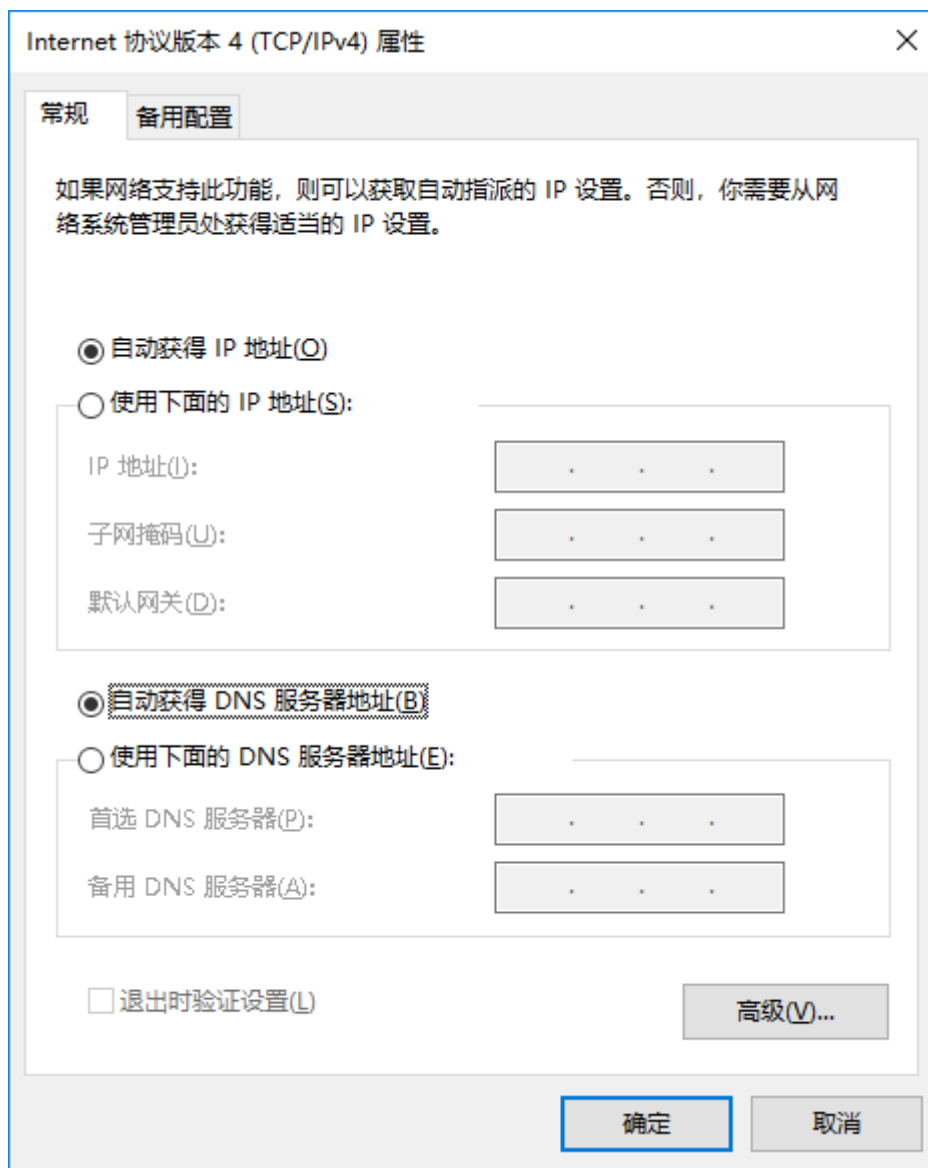 Internet 协议版本 4 (TCP/IPv4) 属性
常规
备用配置
如果网络支持此功能，则可以获取自动指派的 IP 设置。否则，你需要从网
络系统管理员处获得适当的 IP 设置。
自动获得 IP 地址(O)
使用下面的 IP 地址(S):
IP 地址(I):
子网掩码(U):
默认网关(D):
自动获得 DNS 服务器地址(B)
使用下面的 DNS 服务器地址(E):
首选 DNS 服务器(P):
备用 DNS 服务器(A):
退出时验证设置(L)
高级(V)...
确定
取消